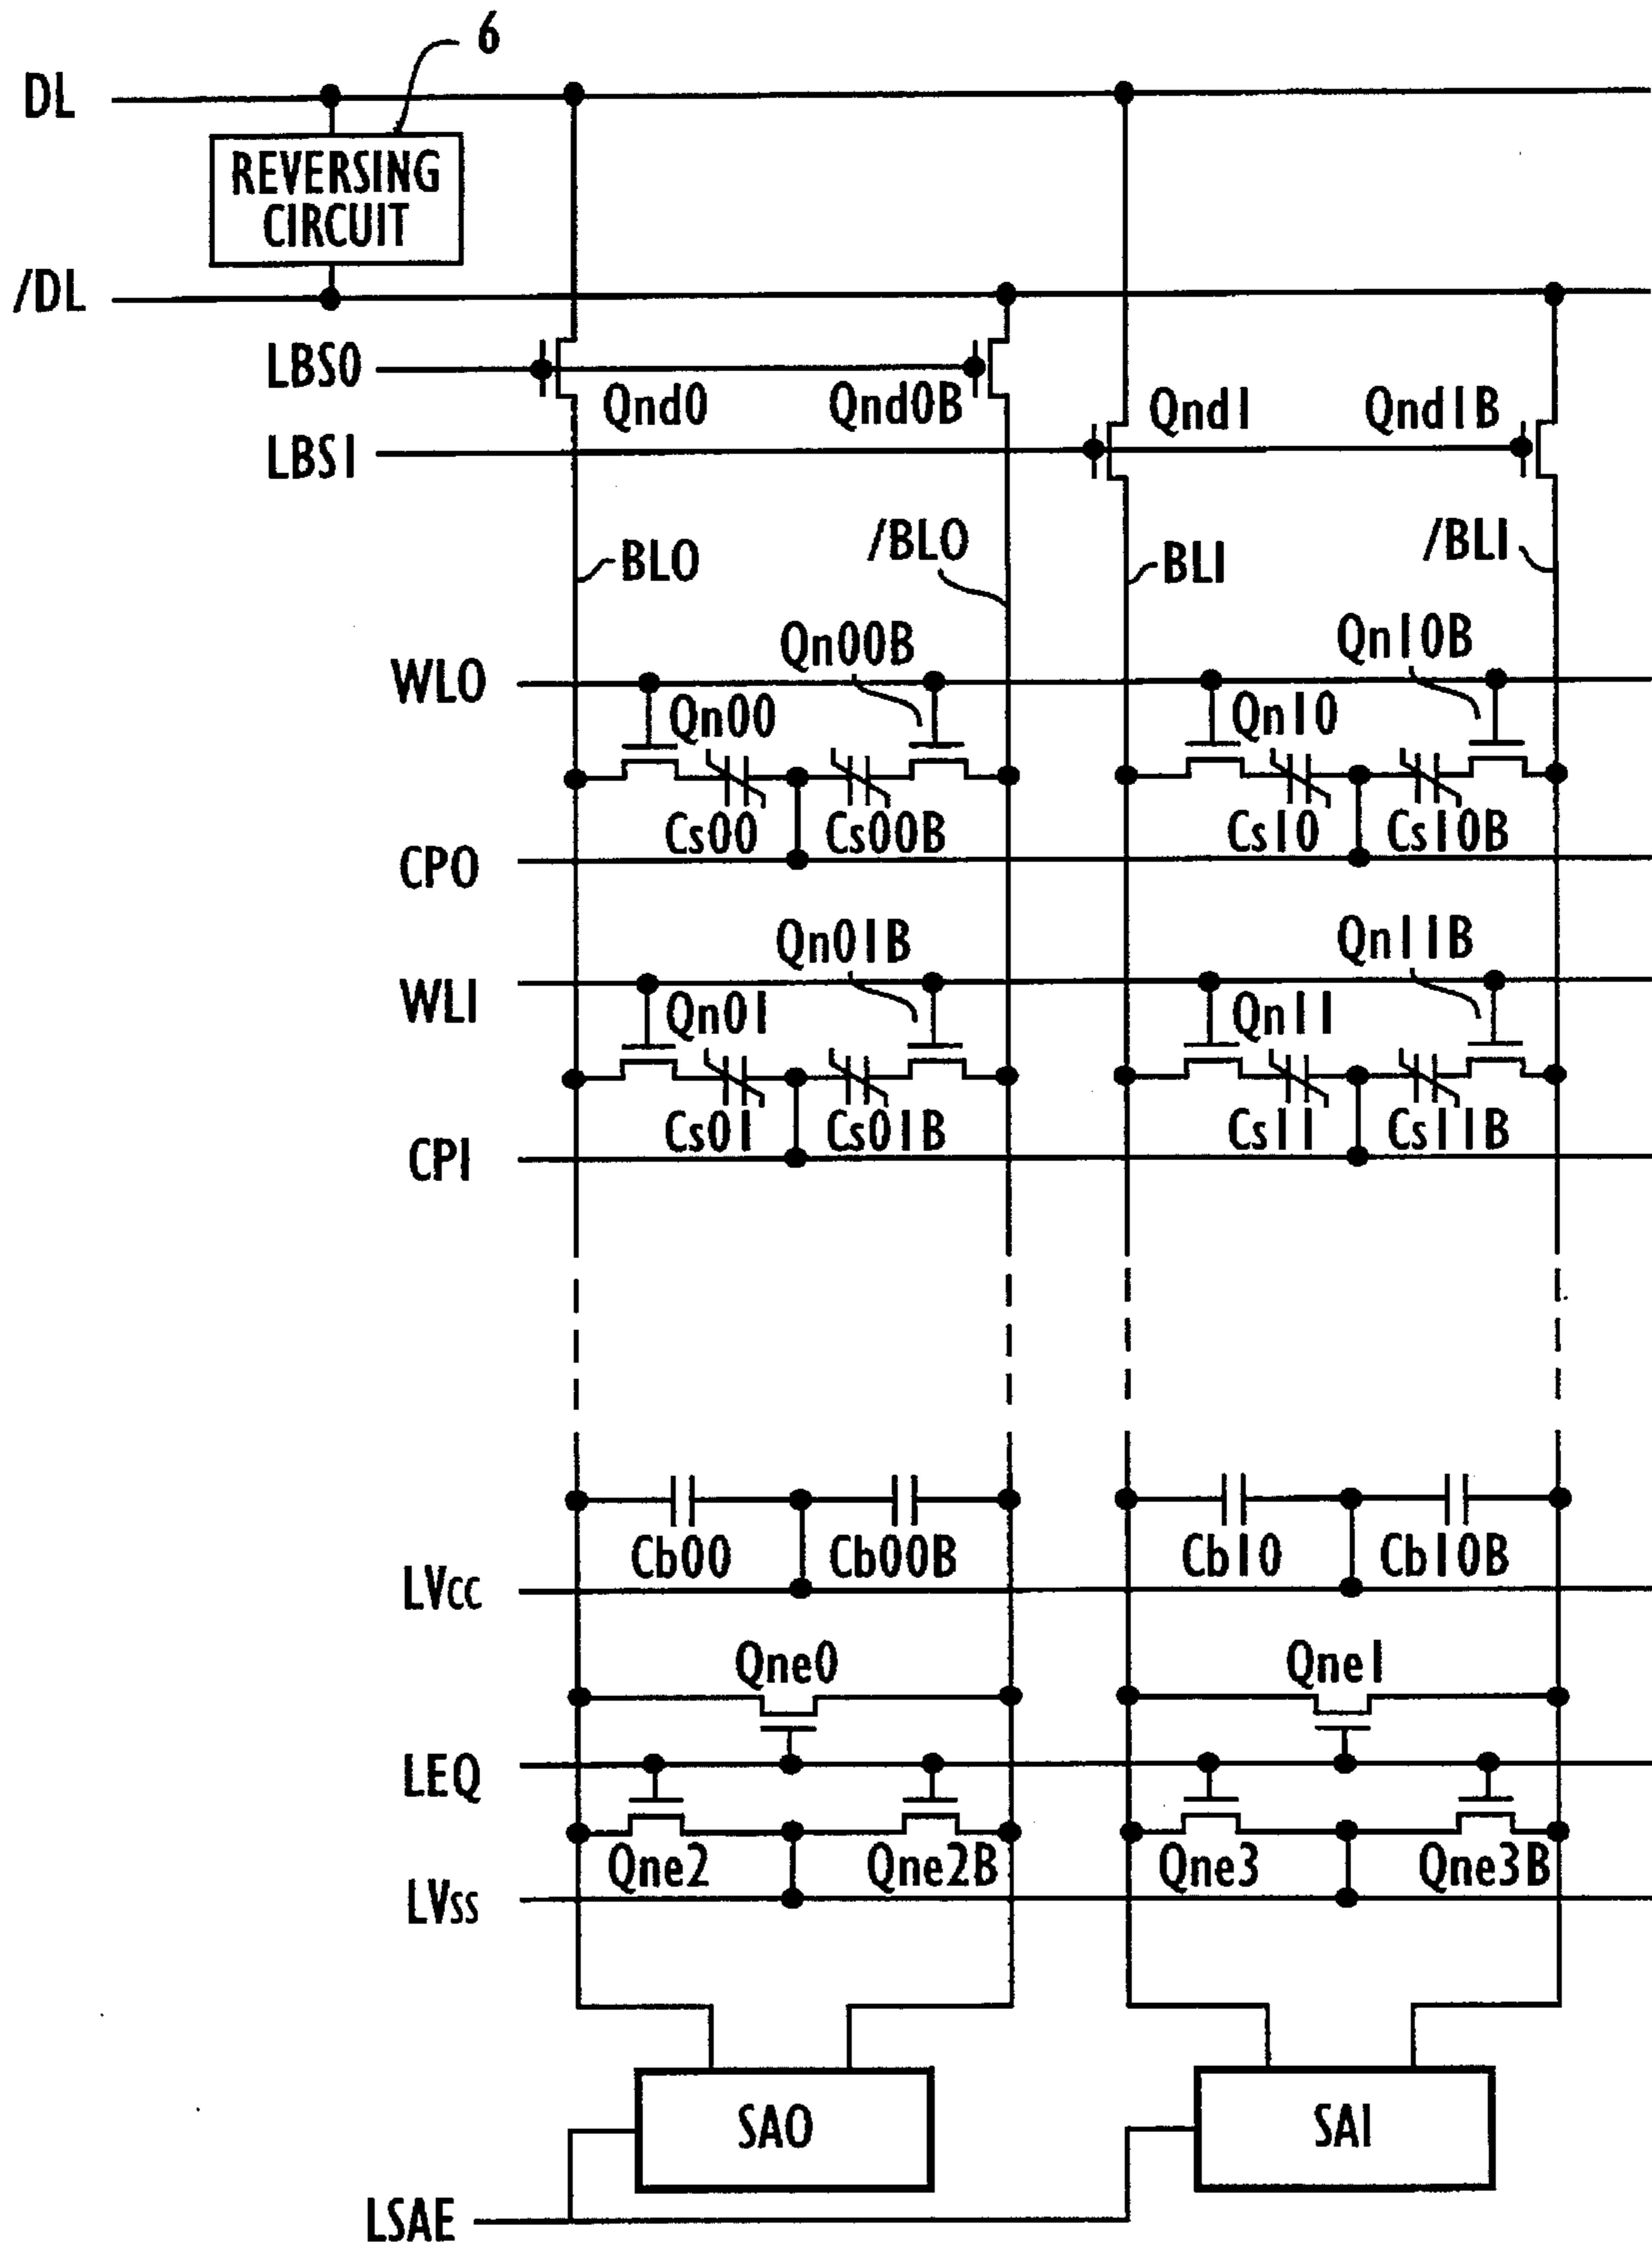 6
DL
REVERSING
CIRCUIT
/DL
LBS0
Qnd0
Qnd0B
Qnd1
Qnd1B
LBS1
BL0
/BL0
BL1
/BL1
Qn00B
Qn10B
WL0
Qn00
Qn10
Cs00
Cs00B
Cs10
Cs10B
CP0
Qn01B
Qn11B
WL1
Qn01
Qn11
Cs01
Cs01B
Cs11
Cs11B
CP1
Cb00
Cb00B
Cb10
Cb10B
LVCC
Qne0
Qne1
LEQ
Qne2
Qne2B
Qne3
Qne3B
LVSS
SA0
SA1
LSAE